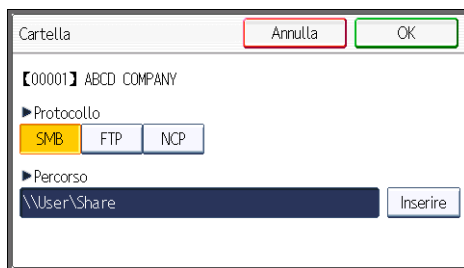 Cartella Annulla OK
【00001】 ABCD COMPANY
▶Protocollo
SMB FTP NCP
▶Percorso
\\User\Share Inserire